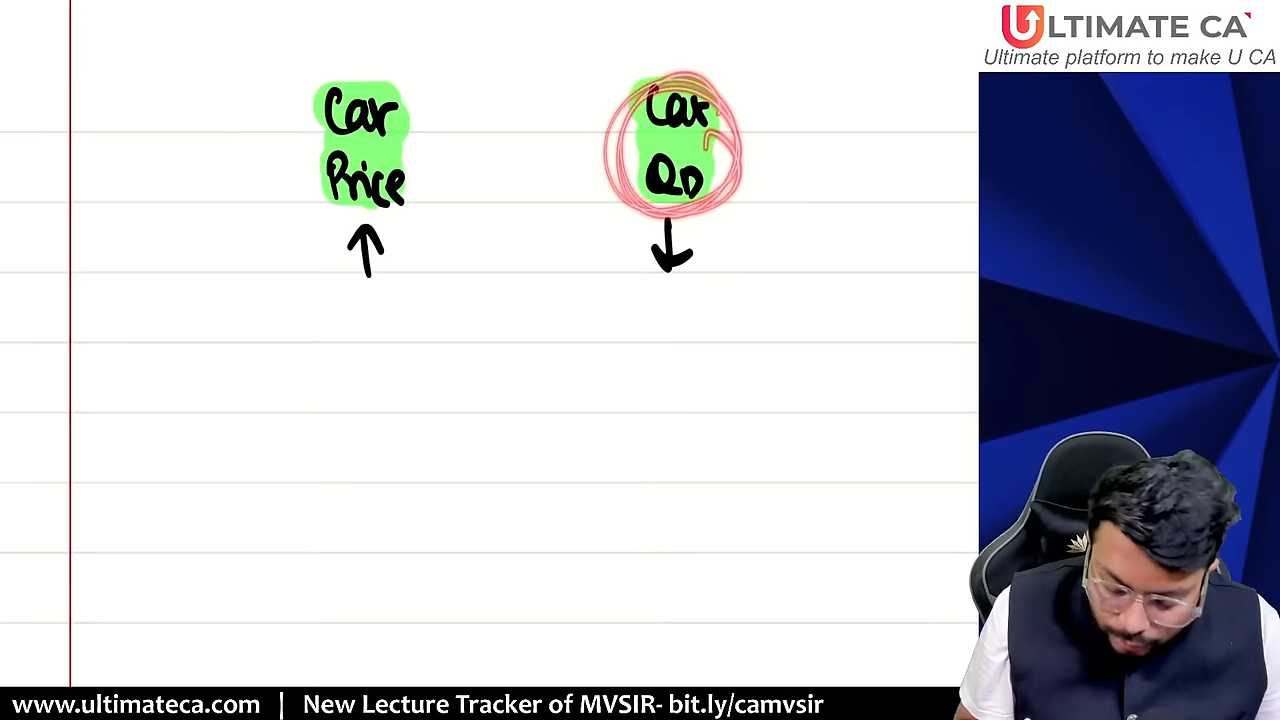 ULTIMATE CA
Ultimate platform to make U CA
Car
Price
Car
QD
www.ultimateca.com | New Lecture Tracker of MVSIR- bit.ly/camvsir